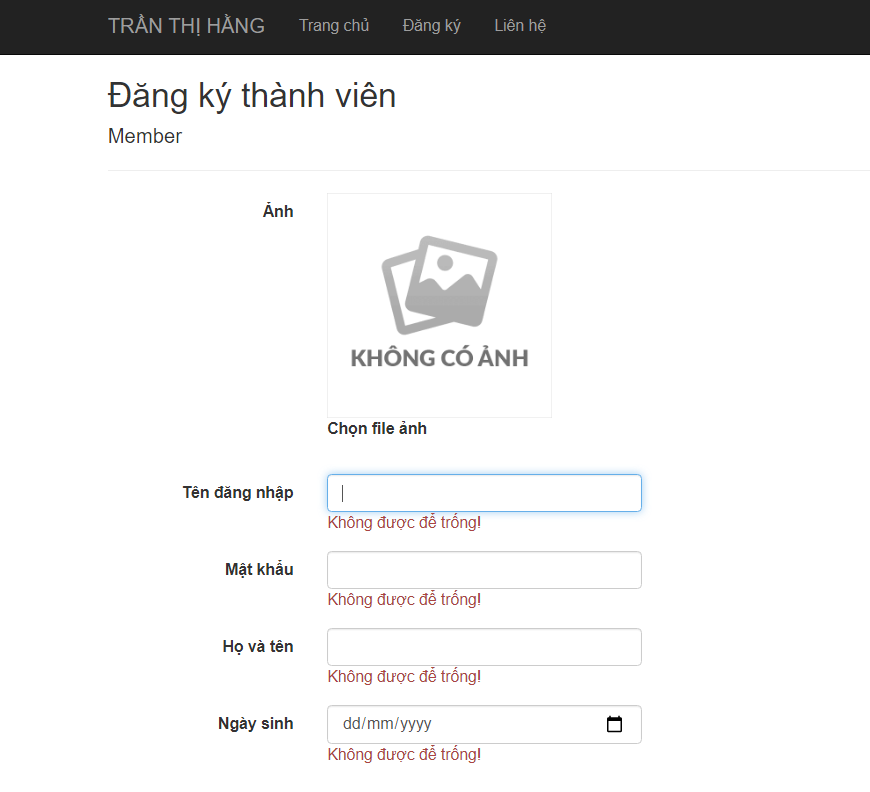 TRẦN THỊ HẰNG Trang chủ Đăng ký Liên hệ
Đăng ký thành viên
Member
Ảnh
KHÔNG CÓ ẢNH
Chọn file ảnh
Tên đăng nhập
Không được để trống!
Mật khẩu
Không được để trống!
Họ và tên
Không được để trống!
Ngày sinh dd/mm/yyyy
Không được để trống!